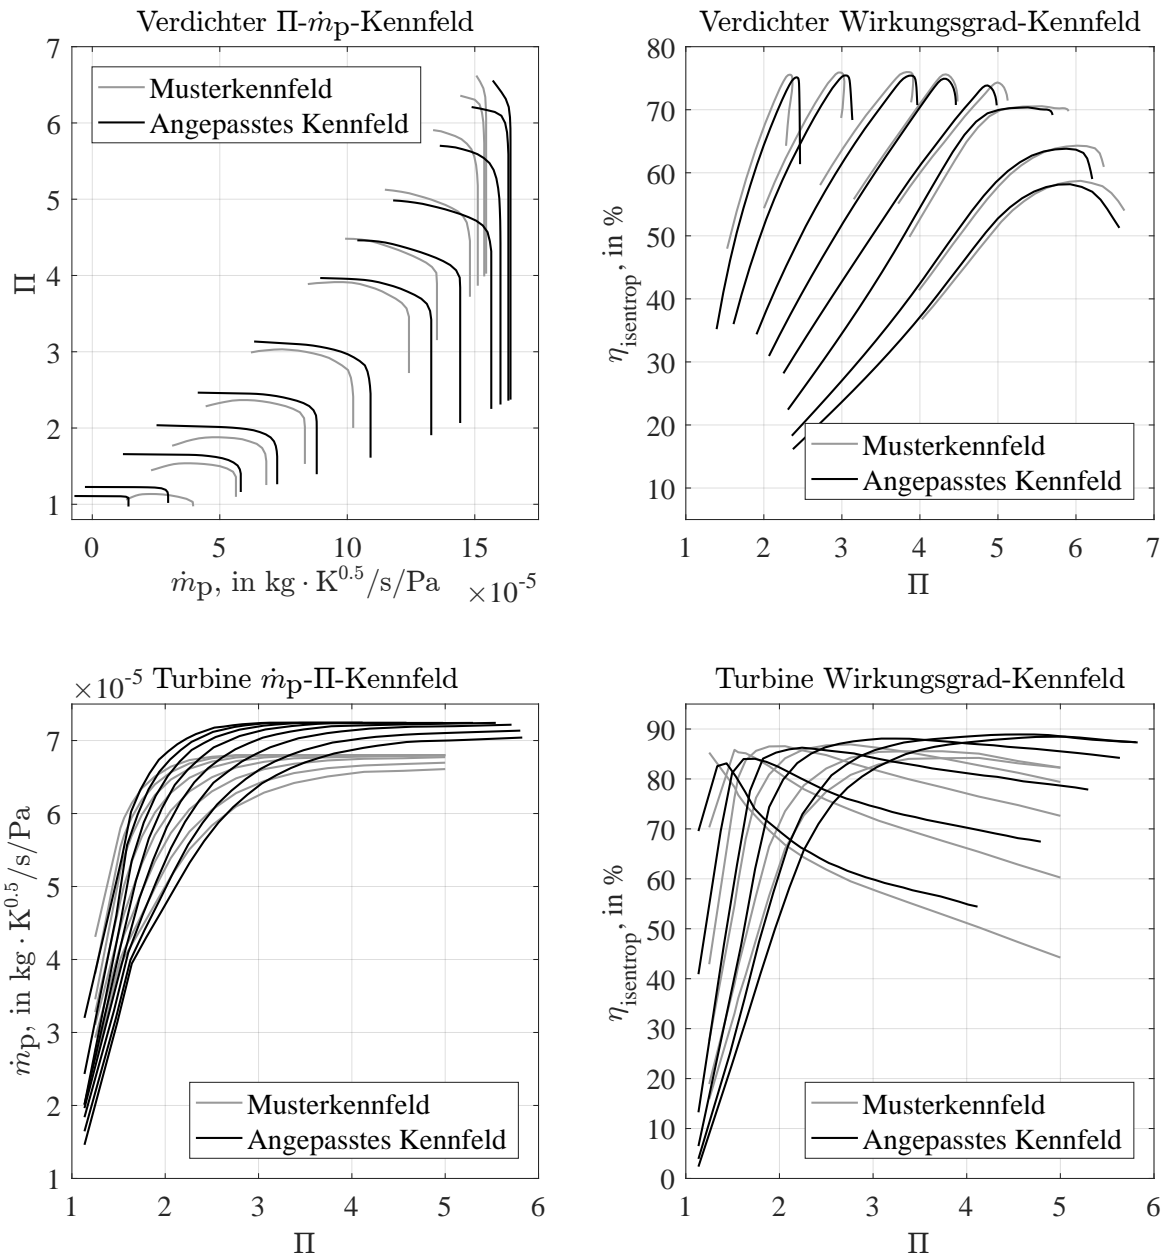 Verdichter Π-ṁp-Kennfeld
7
6
5
4
3
2
1
Π
Musterkennfeld
Angepasstes Kennfeld
0
5
10
15
ṁp, in kg · K^0.5/s/Pa
×10^-5
Verdichter Wirkungsgrad-Kennfeld
80
70
60
50
40
30
20
10
η_isentrop, in %
Musterkennfeld
Angepasstes Kennfeld
1
2
3
4
5
6
7
Π
×10^-5 Turbine ṁp-Π-Kennfeld
7
6
5
4
3
2
1
ṁp, in kg · K^0.5/s/Pa
Musterkennfeld
Angepasstes Kennfeld
1
2
3
4
5
6
Π
Turbine Wirkungsgrad-Kennfeld
90
80
70
60
50
40
30
20
10
0
η_isentrop, in %
Musterkennfeld
Angepasstes Kennfeld
1
2
3
4
5
6
Π